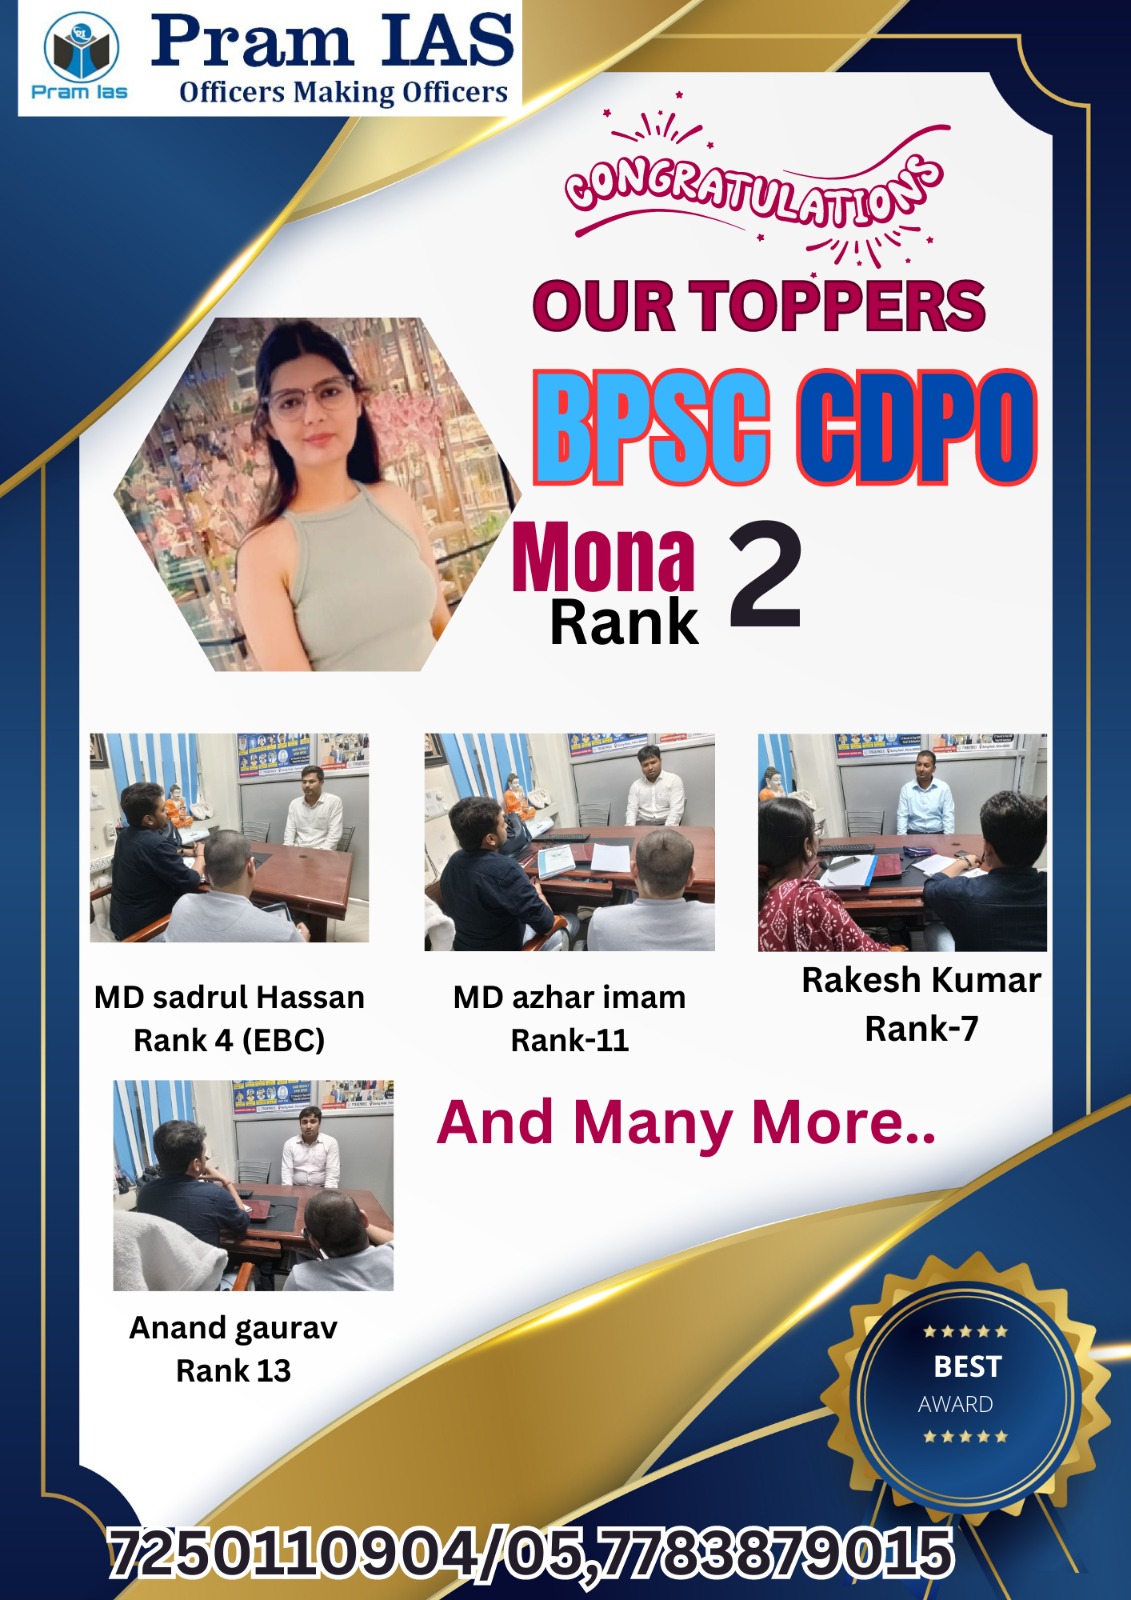 Pram Ias
Pram IAS
Officers Making Officers
CONGRATULATIONS
OUR TOPPERS
BPSC CDPO
Mona
Rank 2
MD sadrul Hassan
Rank 4 (EBC)
MD azhar imam
Rank-11
Rakesh Kumar
Rank-7
And Many More..
Anand gaurav
Rank 13
BEST
AWARD
7250110904/05,7783879015